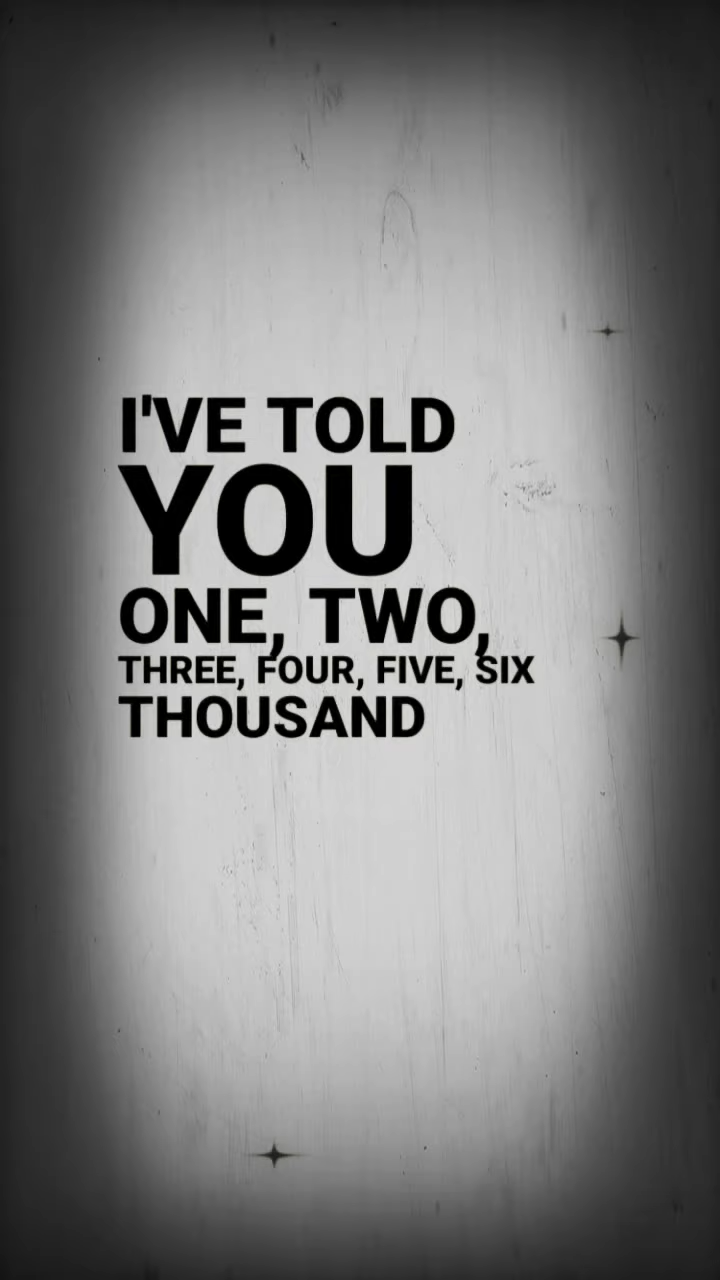 I'VE TOLD
YOU
ONE, TWO,
THREE, FOUR, FIVE, SIX
THOUSAND